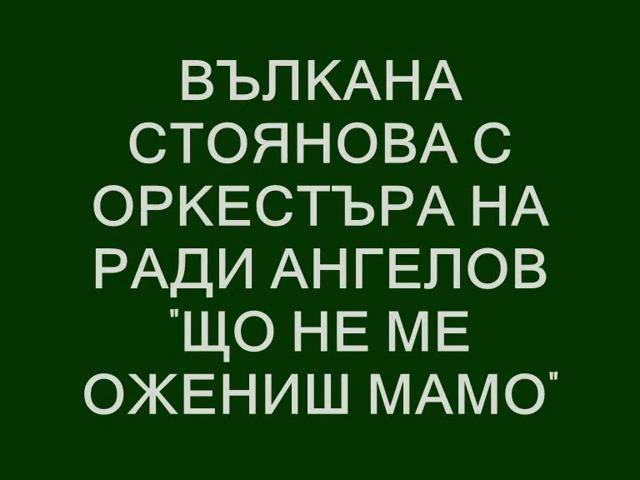 ВЪЛКАНА
СТОЯНОВА С
ОРКЕСТЪРА НА
РАДИ АНГЕЛОВ
"ЩО НЕ МЕ
ОЖЕНИШ МАМО"